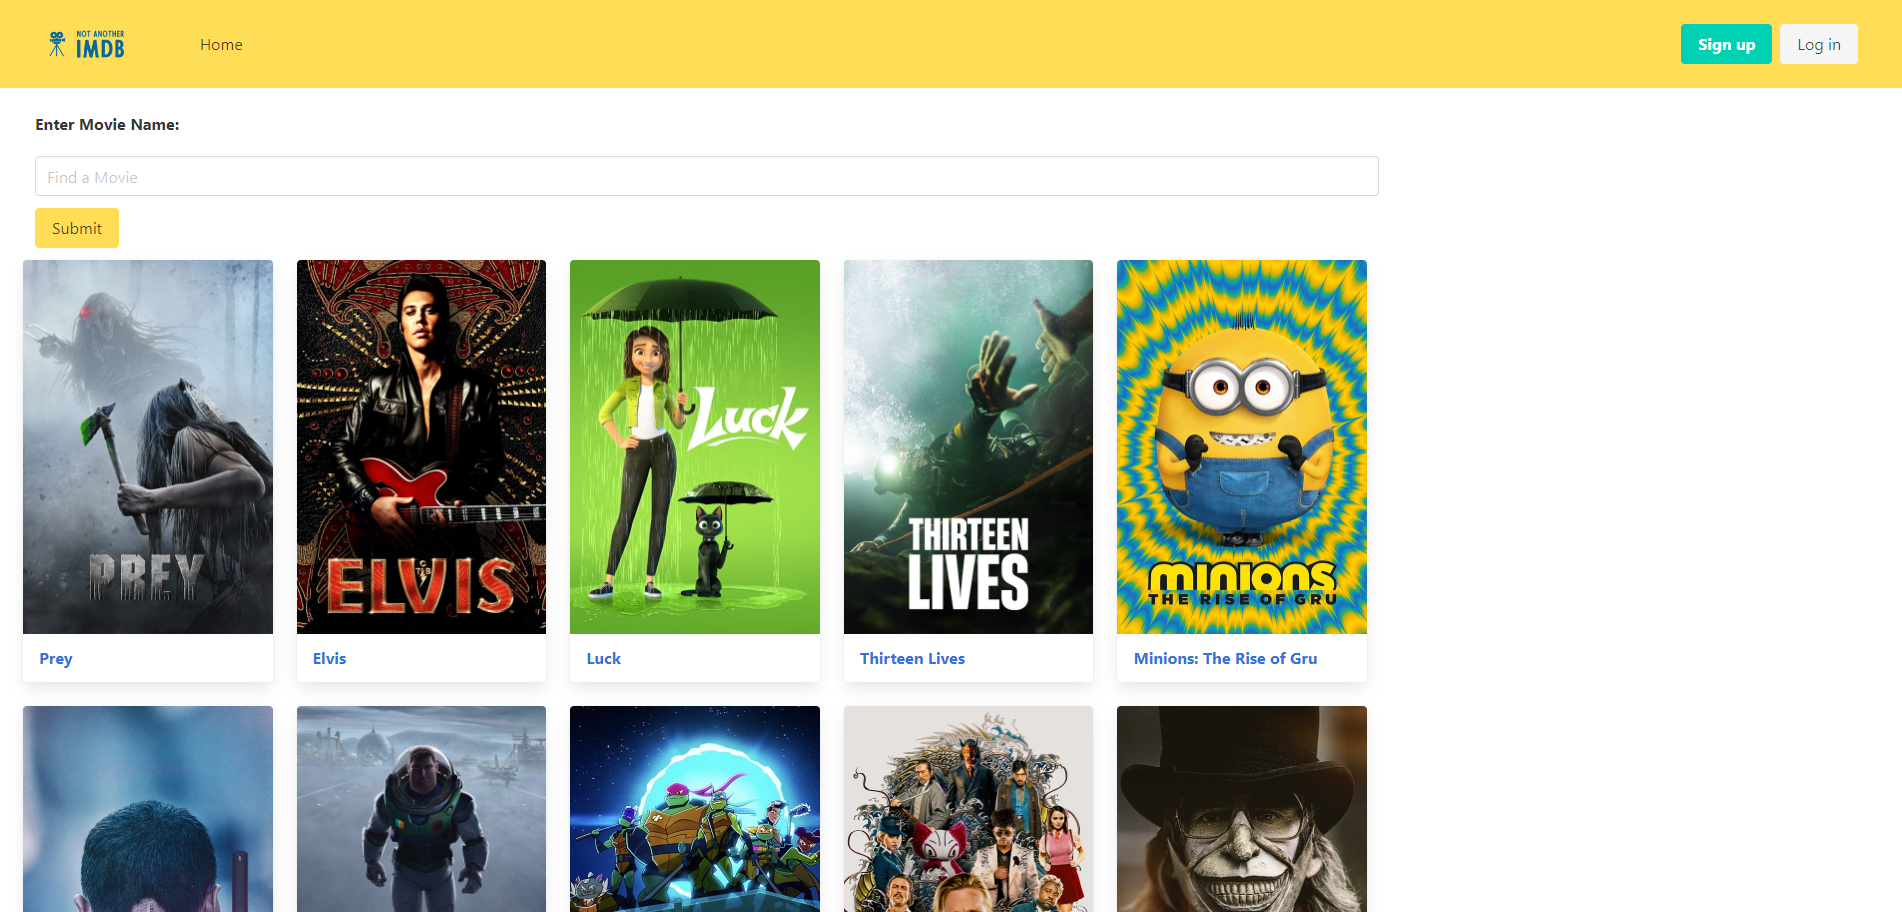 NOT ANOTHER
IMDB
Home
Sign up
Log in
Enter Movie Name:
Find a Movie
Submit
PREY
ELVIS
TCB
Luck
THIRTEEN
LIVES
minions
THE RISE OF GRU
Prey
Elvis
Luck
Thirteen Lives
Minions: The Rise of Gru